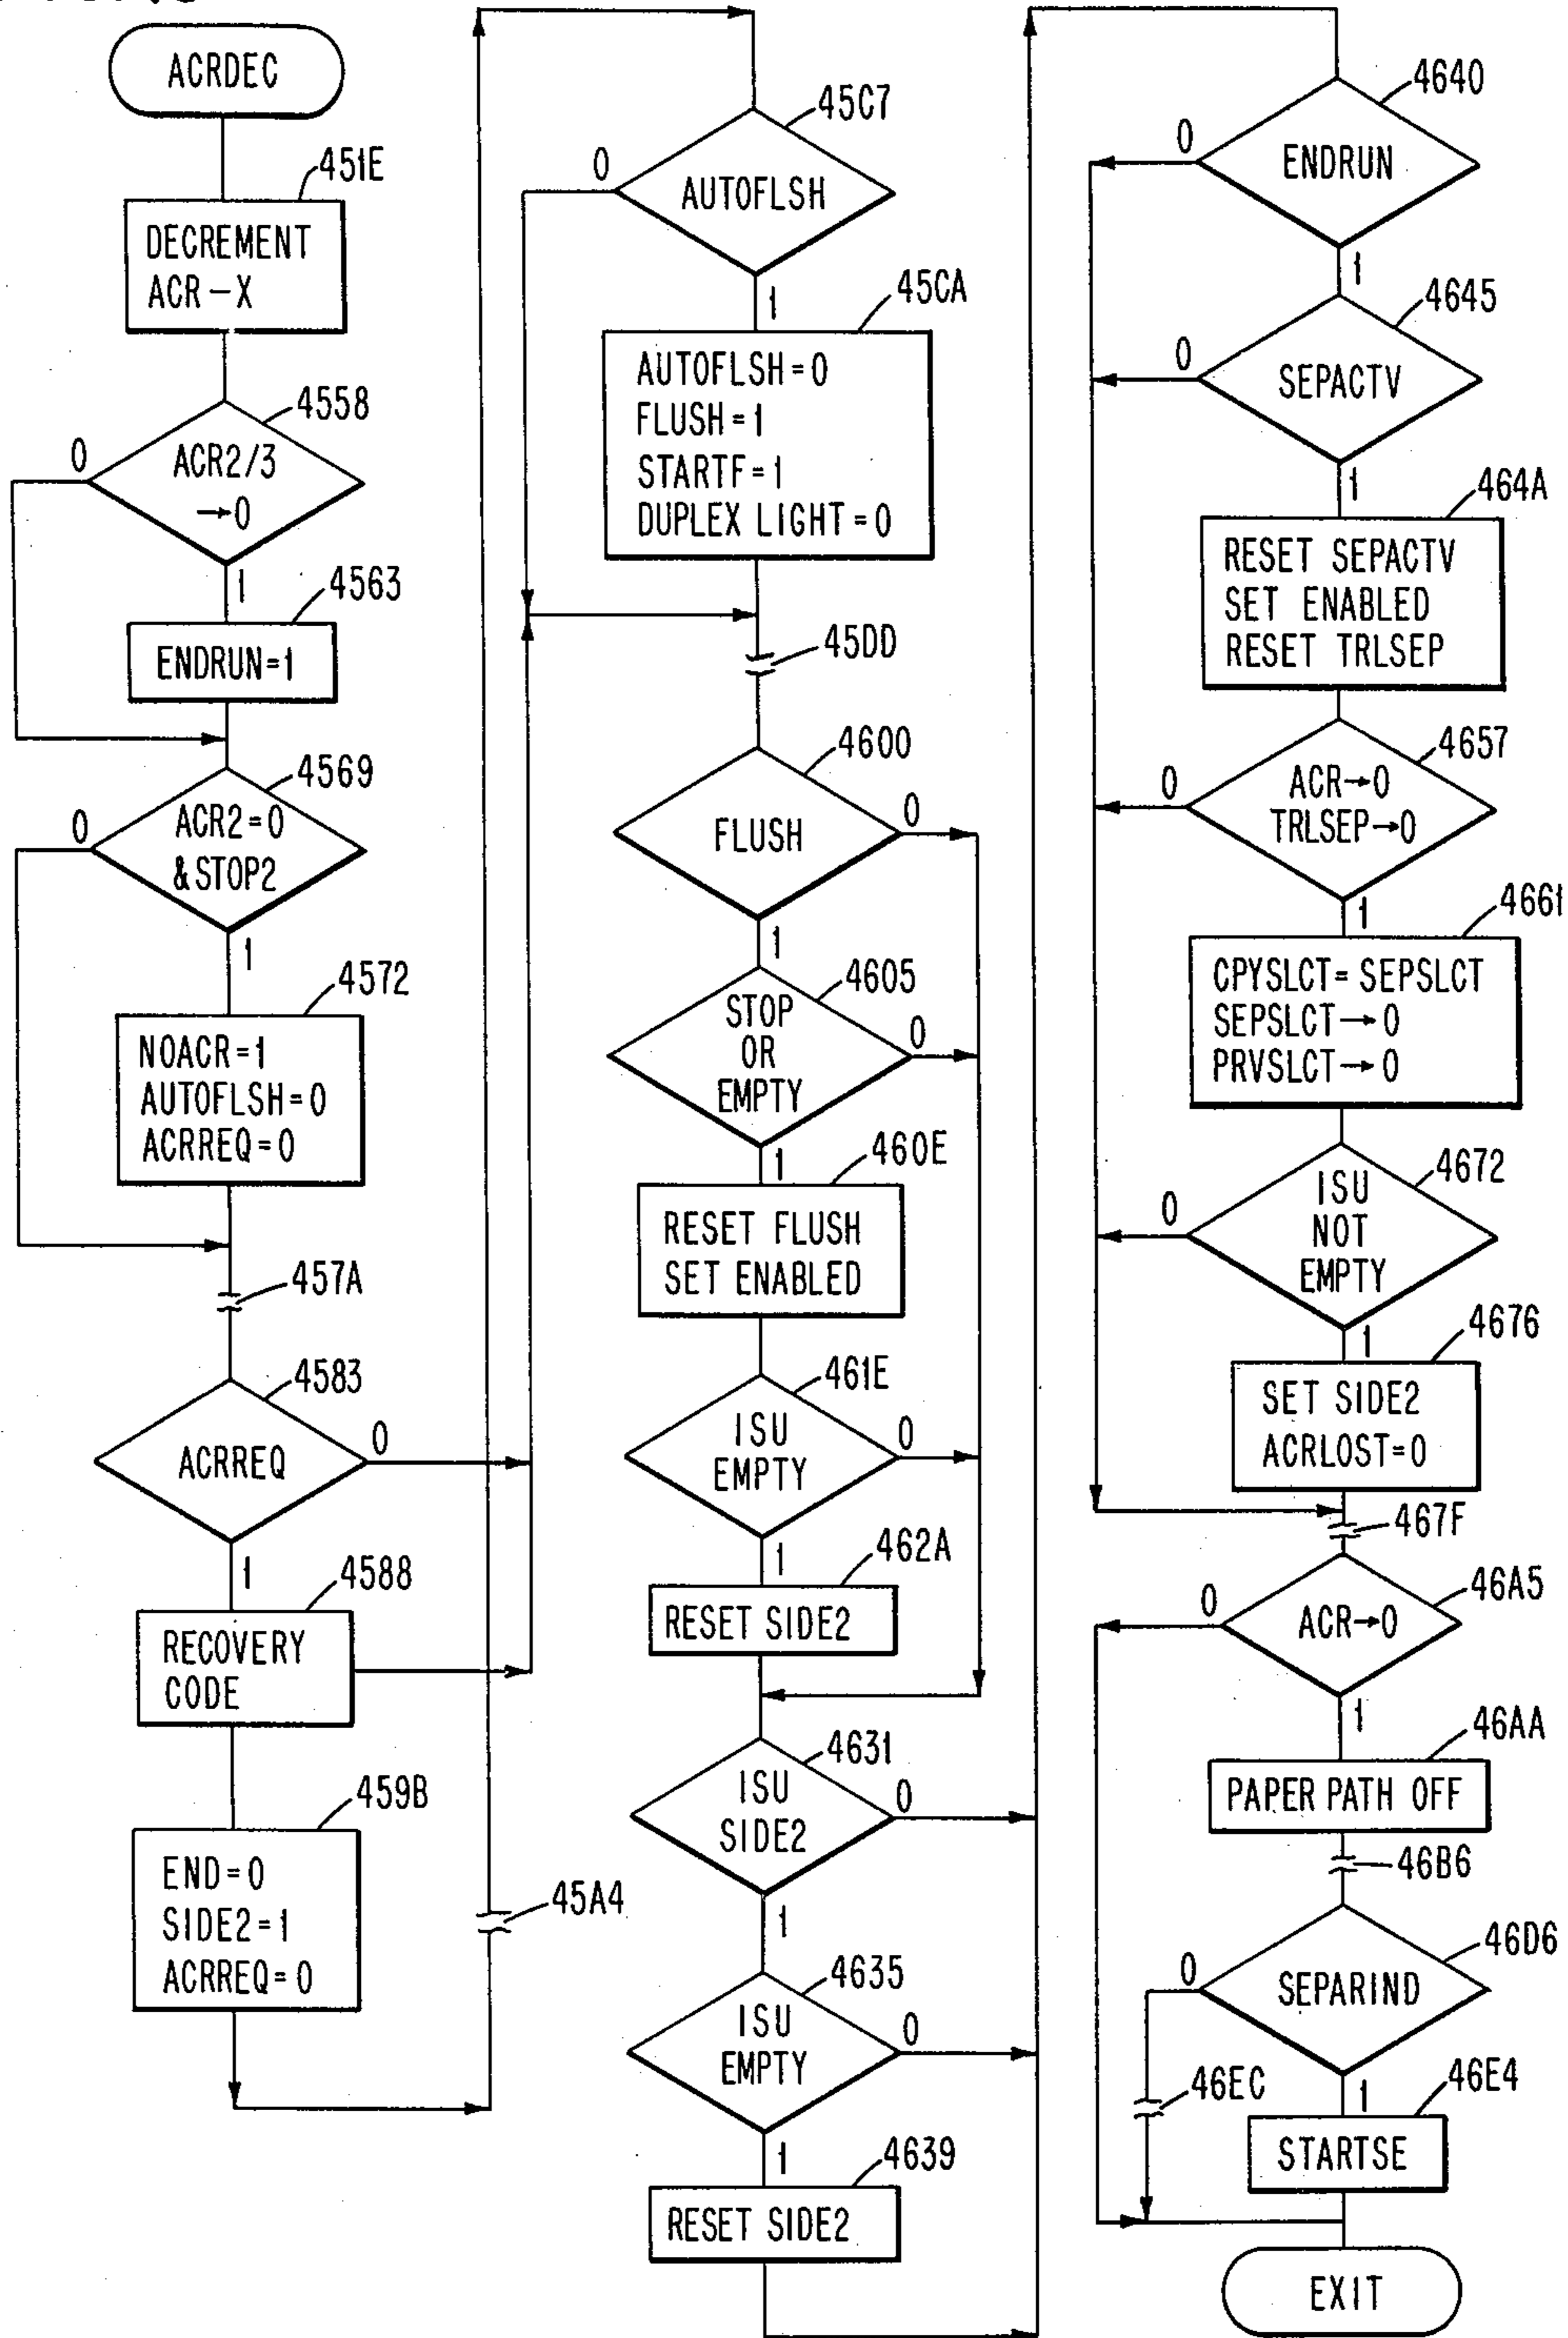 ACRDEC
451E
DECREMENT
ACR-X
4558
ACR2/3
→0
0
1
4563
ENDRUN=1
4569
ACR2=0
&STOP2
0
1
4572
NOACR=1
AUTOFLSH=0
ACRREQ=0
457A
4583
ACRREQ
0
1
4588
RECOVERY
CODE
459B
END=0
SIDE2=1
ACRREQ=0
45A4
45C7
AUTOFLSH
0
1
45CA
AUTOFLSH=0
FLUSH=1
STARTF=1
DUPLEX LIGHT=0
45DD
4600
FLUSH
0
1
4605
STOP
OR
EMPTY
0
1
460E
RESET FLUSH
SET ENABLED
461E
ISU
EMPTY
0
1
462A
RESET SIDE2
4631
ISU
SIDE2
0
1
4635
ISU
EMPTY
0
1
4639
RESET SIDE2
4640
ENDRUN
0
1
4645
SEPACTV
0
1
464A
RESET SEPACTV
SET ENABLED
RESET TRLSEP
4657
ACR→0
TRLSEP→0
0
1
4661
CPYSLCT=SEPSLCT
SEPSLCT→0
PRVSLCT→0
4672
ISU
NOT
EMPTY
0
1
4676
SET SIDE2
ACRLOST=0
467F
46A5
ACR→0
0
1
46AA
PAPER PATH OFF
46B6
46D6
SEPARIND
0
1
46EC
46E4
STARTSE
EXIT